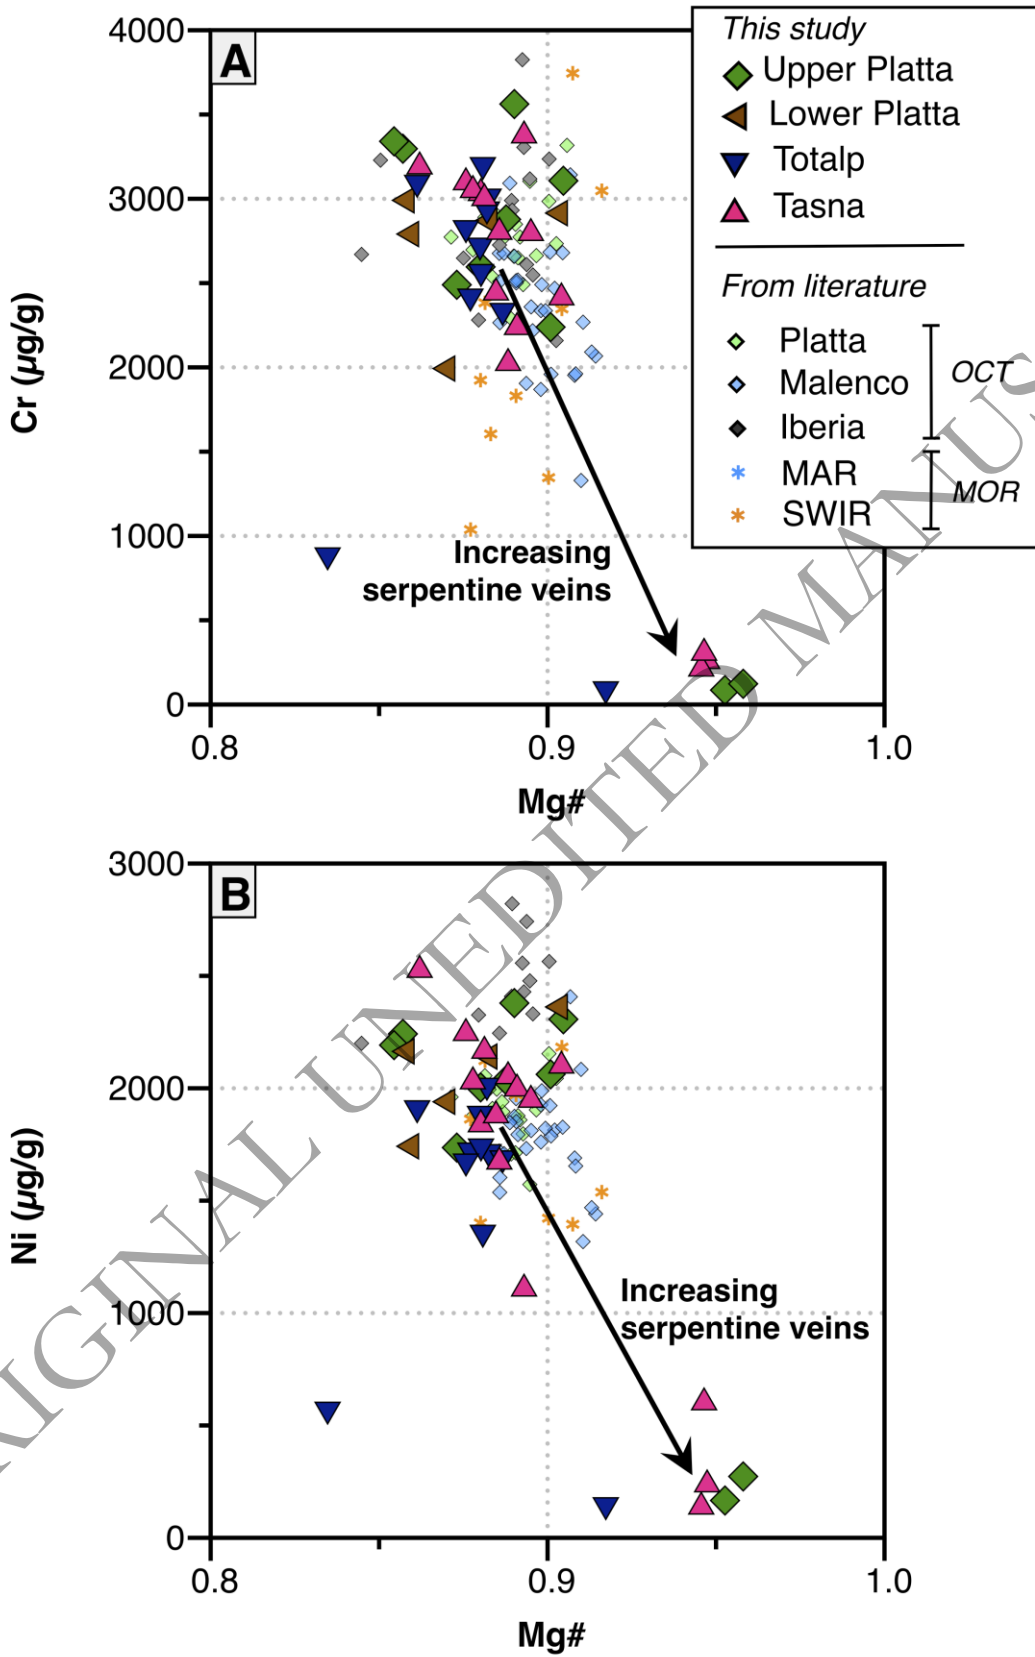 A
4000
3000
2000
1000
0
Cr (µg/g)
0.8
0.9
1.0
Mg#
Increasing
serpentine veins
This study
Upper Platta
Lower Platta
Totalp
Tasna
From literature
Platta
Malenco
Iberia
OCT
MAR
SWIR
MOR
B
3000
2000
1000
0
Ni (µg/g)
0.8
0.9
1.0
Mg#
Increasing
serpentine veins
UNEDITED